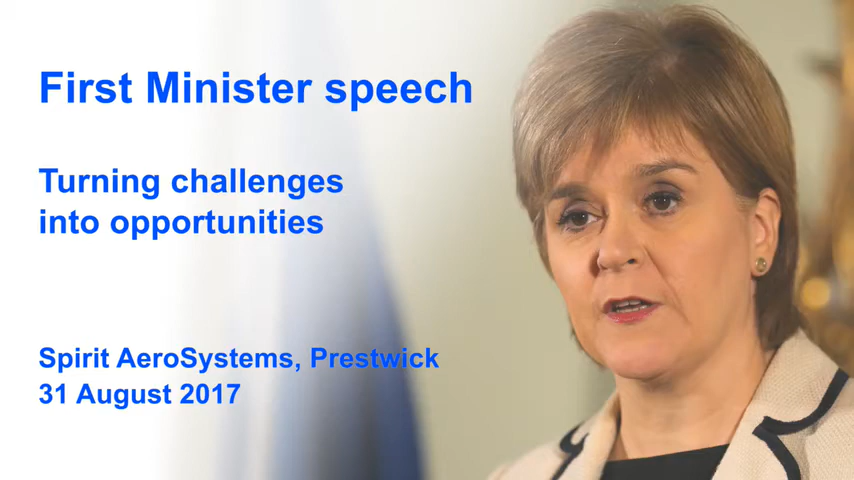 First Minister speech
Turning challenges
into opportunities
Spirit AeroSystems, Prestwick
31 August 2017